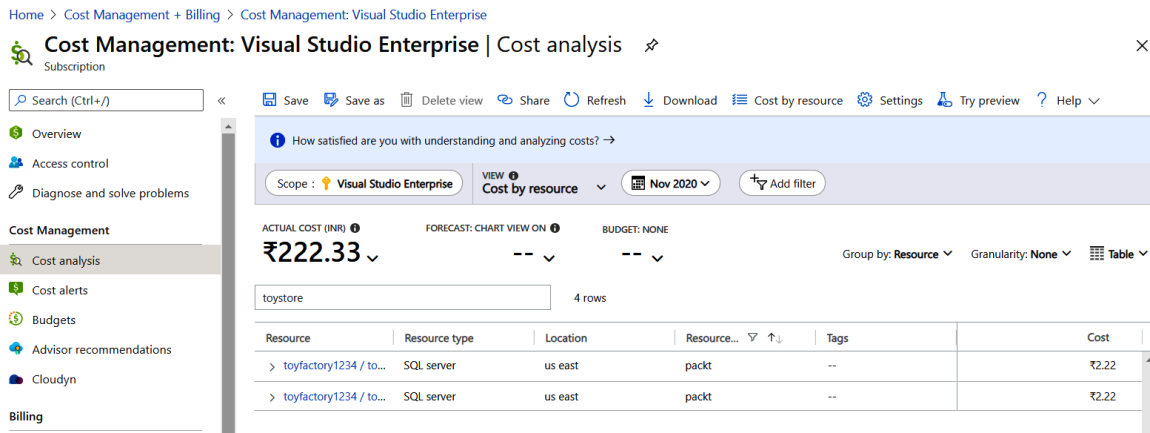 Home > Cost Management + Billing > Cost Management: Visual Studio Enterprise
Cost Management: Visual Studio Enterprise | Cost analysis
Subscription
Search (Ctrl+/)
«
Save
Save as
Delete view
Share
Refresh
Download
Cost by resource
Settings
Try preview
Help
Overview
Access control
Diagnose and solve problems
Cost Management
Cost analysis
Cost alerts
Budgets
Advisor recommendations
Cloudyn
Billing
How satisfied are you with understanding and analyzing costs? →
Scope : Visual Studio Enterprise
VIEW
Cost by resource
Nov 2020
Add filter
ACTUAL COST (INR)
₹222.33
FORECAST: CHART VIEW ON
--
BUDGET: NONE
--
Group by: Resource
Granularity: None
Table
toystore
4 rows
Resource Resource type Location Resource... Tags Cost
toyfactory1234 / to... SQL server us east packt -- ₹2.22
toyfactory1234 / to... SQL server us east packt -- ₹2.22